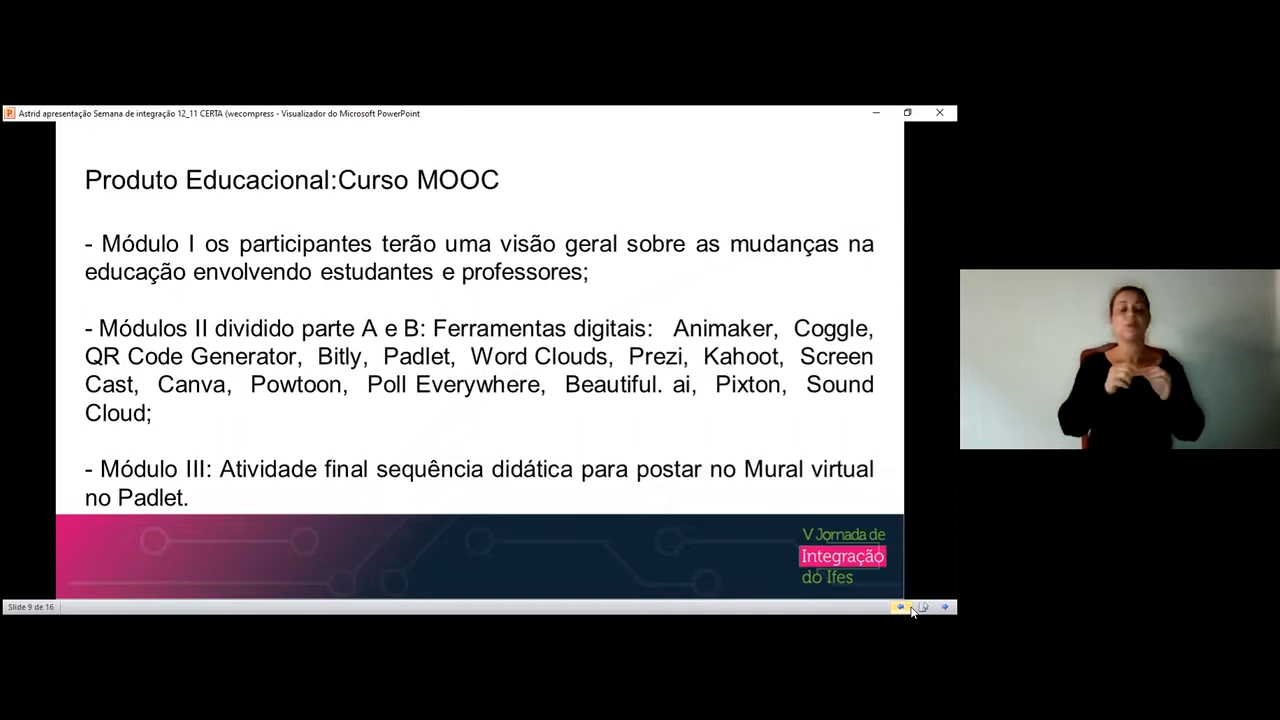 Astrid apresentação Semana de integração 12_11 CERTA (wecompress - Visualizador do Microsoft PowerPoint
Produto Educacional:Curso MOOC
- Módulo I os participantes terão uma visão geral sobre as mudanças na
educação envolvendo estudantes e professores;
- Módulos II dividido parte A e B: Ferramentas digitais: Animaker, Coggle,
QR Code Generator, Bitly, Padlet, Word Clouds, Prezi, Kahoot, Screen
Cast, Canva, Powtoon, Poll Everywhere, Beautiful. ai, Pixton, Sound
Cloud;
- Módulo III: Atividade final sequência didática para postar no Mural virtual
no Padlet.
V Jornada de
Integração
do Ifes
Slide 9 de 16